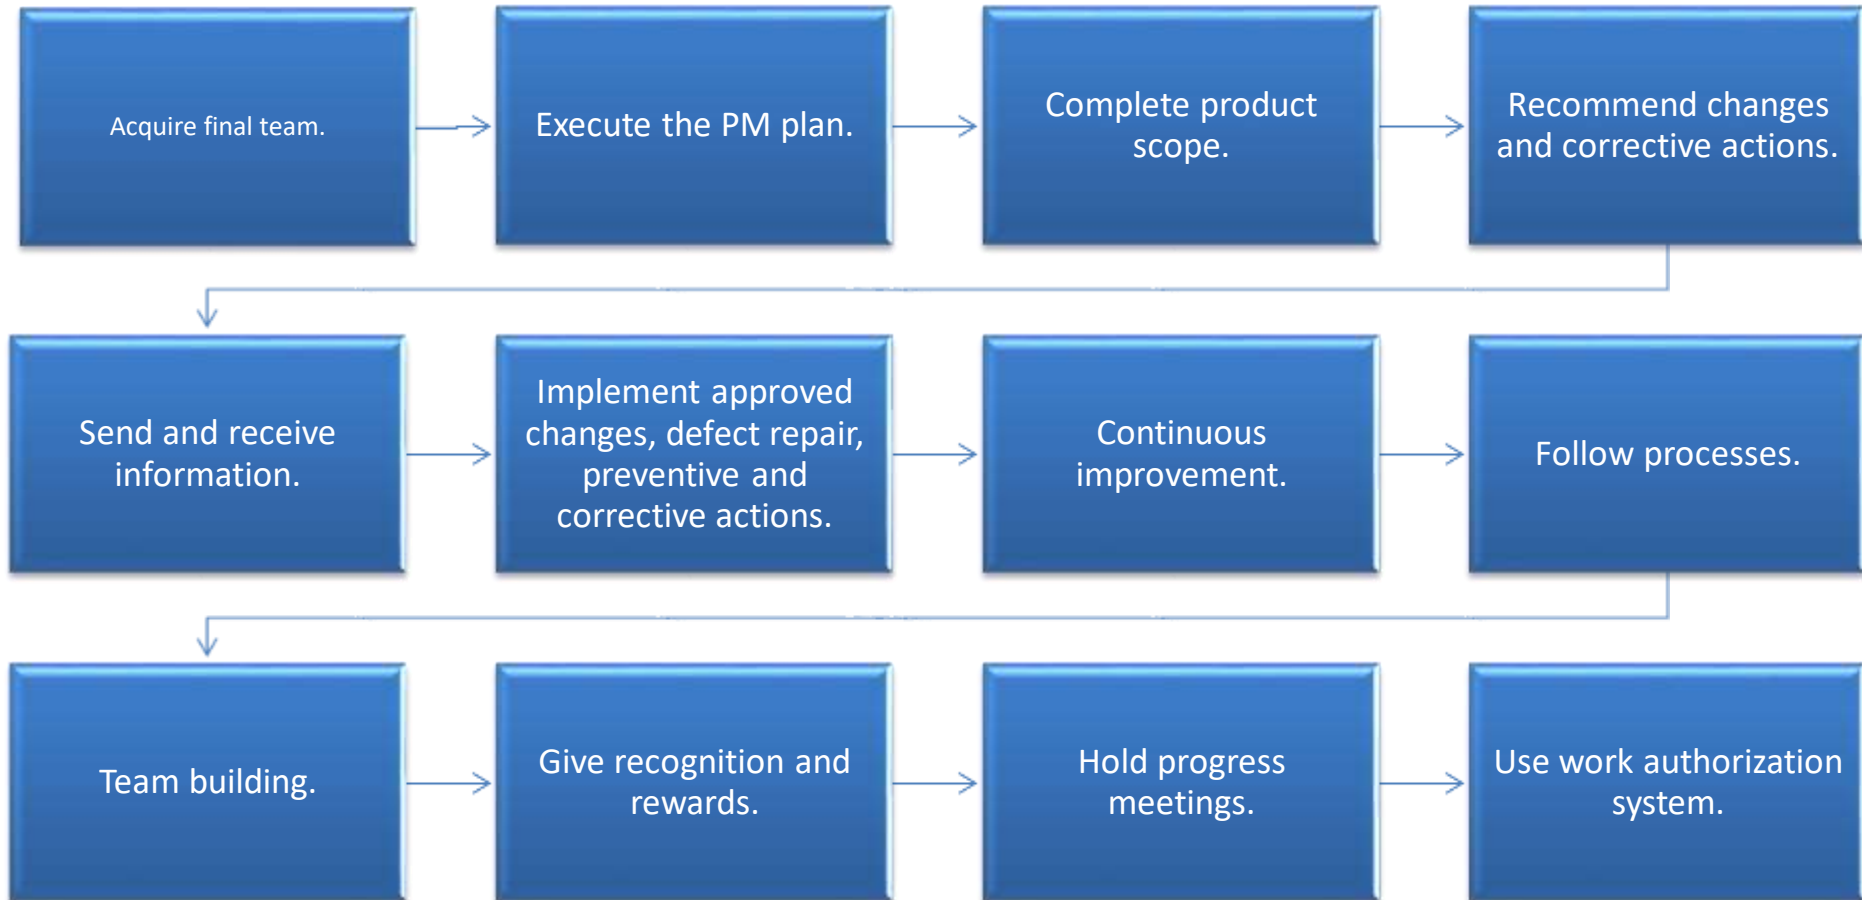 Acquire final team.
Execute the PM plan.
Complete product
scope.
Recommend changes
and corrective actions.
Send and receive
information.
Implement approved
changes, defect repair,
preventive and
corrective actions.
Continuous
improvement.
Follow processes.
Team building.
Give recognition and
rewards.
Hold progress
meetings.
Use work authorization
system.